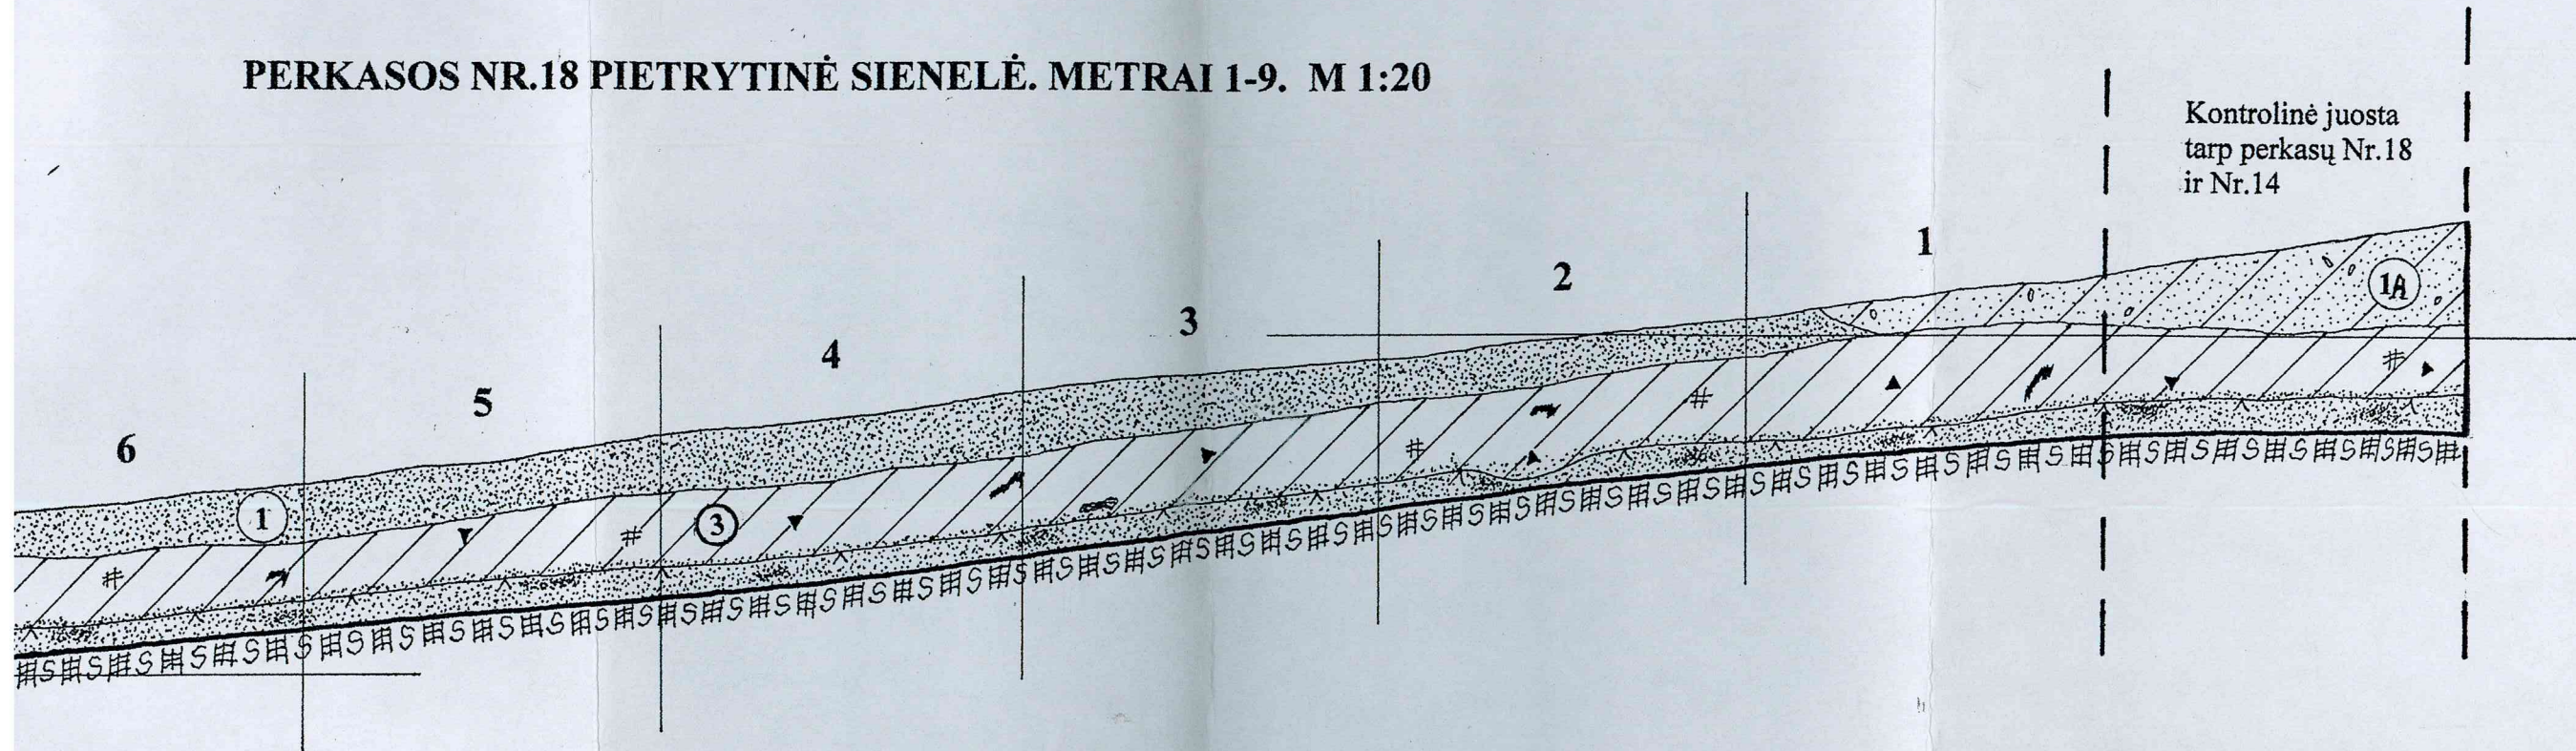 PERKASOS NR.18 PIETRYTINĖ SIENELĖ. METRAI 1-9. M 1:20
Kontrolinė juosta
tarp perkasų Nr.18
ir Nr.14
6
5
4
3
2
1
1
3
1A